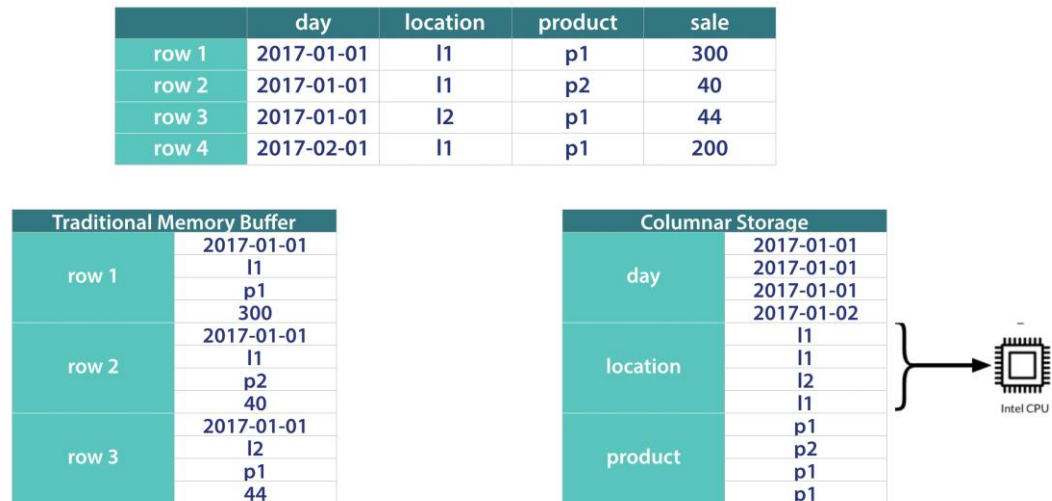 day location product sale
row 1 2017-01-01 l1 p1 300
row 2 2017-01-01 l1 p2 40
row 3 2017-01-01 l2 p1 44
row 4 2017-02-01 l1 p1 200
Traditional Memory Buffer
row 1
2017-01-01
l1
p1
300
row 2
2017-01-01
l1
p2
40
row 3
2017-01-01
l2
p1
44
Columnar Storage
day
2017-01-01
2017-01-01
2017-01-01
2017-01-02
location
l1
l1
l2
l1
product
p1
p2
p1
p1
Intel CPU